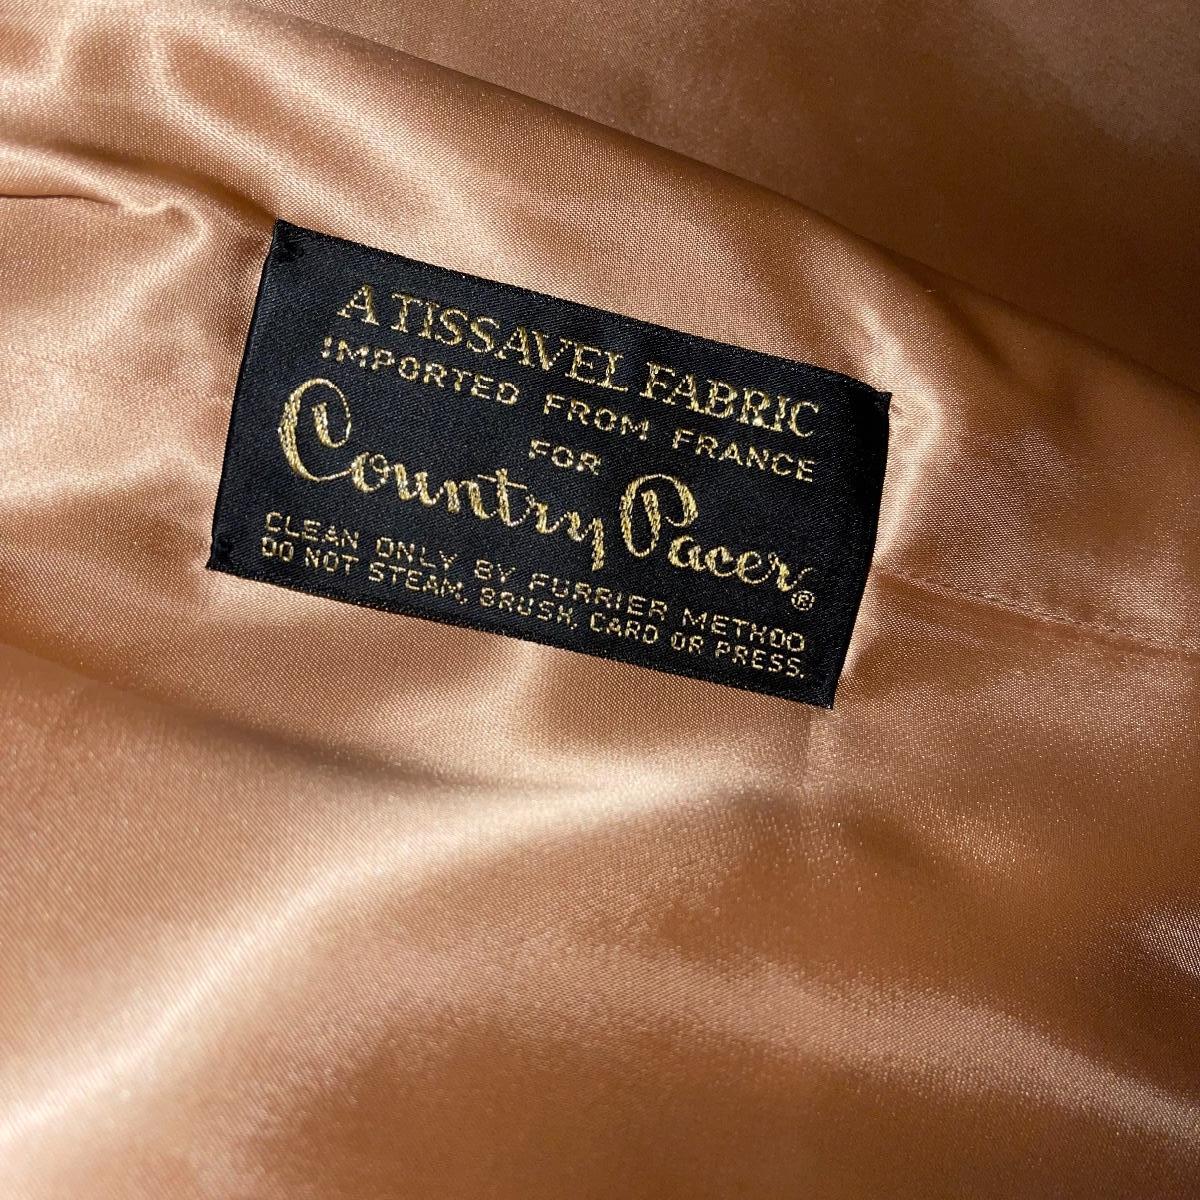 A TISSAVEL FABRIC
IMPORTED FROM FRANCE
FOR
Country Pacer®
CLEAN ONLY BY FURRIER METHOD
DO NOT STEAM, BRUSH, CARD OR PRESS.